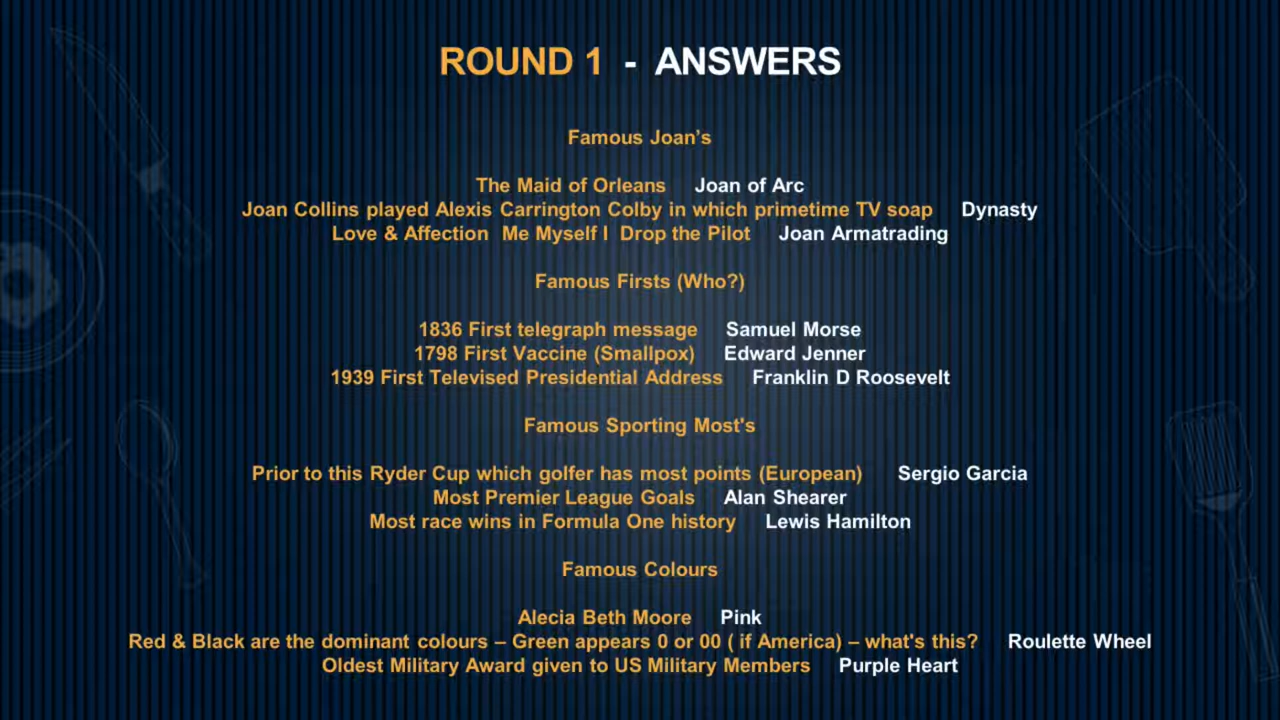 ROUND 1 - ANSWERS
Famous Joan's
The Maid of Orleans Joan of Arc
Joan Collins played Alexis Carrington Colby in which primetime TV soap Dynasty
Love & Affection Me Myself I Drop the Pilot Joan Armatrading
Famous Firsts (Who?)
1836 First telegraph message Samuel Morse
1798 First Vaccine (Smallpox) Edward Jenner
1939 First Televised Presidential Address Franklin D Roosevelt
Famous Sporting Most's
Prior to this Ryder Cup which golfer has most points (European) Sergio Garcia
Most Premier League Goals Alan Shearer
Most race wins in Formula One history Lewis Hamilton
Famous Colours
Alecia Beth Moore Pink
Red & Black are the dominant colours – Green appears 0 or 00 ( if America) – what's this? Roulette Wheel
Oldest Military Award given to US Military Members Purple Heart